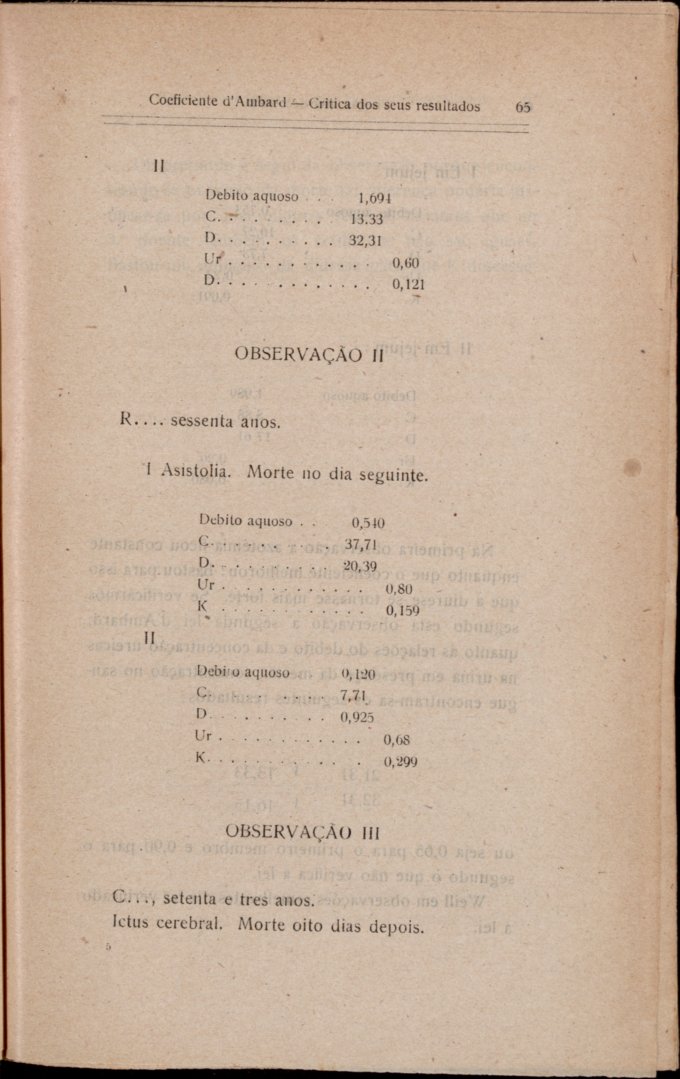 Coeficiente d'Ambard — Critica dos seus resultados 65
II
Debito aquoso . . . 1,694
C. . . . . . . . . . 13.33
D. . . . . . . . . . 32,31
Ur . . . . . . . . . . . . 0,60
D. . . . . . . . . . . . . 0,121
OBSERVAÇÃO II
R.... sessenta anos.
I Asistolia. Morte no dia seguinte.
Debito aquoso . . 0,540
C. . . . . . . . . . 37,71
D. . . . . . . . . . 20,39
Ur . . . . . . . . . . . . 0,80
K . . . . . . . . . . . . 0,159
II
Debito aquoso 0,120
C. . . . . . . . . . 7,71
D. . . . . . . . . . 0,925
Ur . . . . . . . . . . . . 0,68
K. . . . . . . . . . . . . 0,299
OBSERVAÇÃO III
C..., setenta e tres anos.
Ictus cerebral. Morte oito dias depois.
5